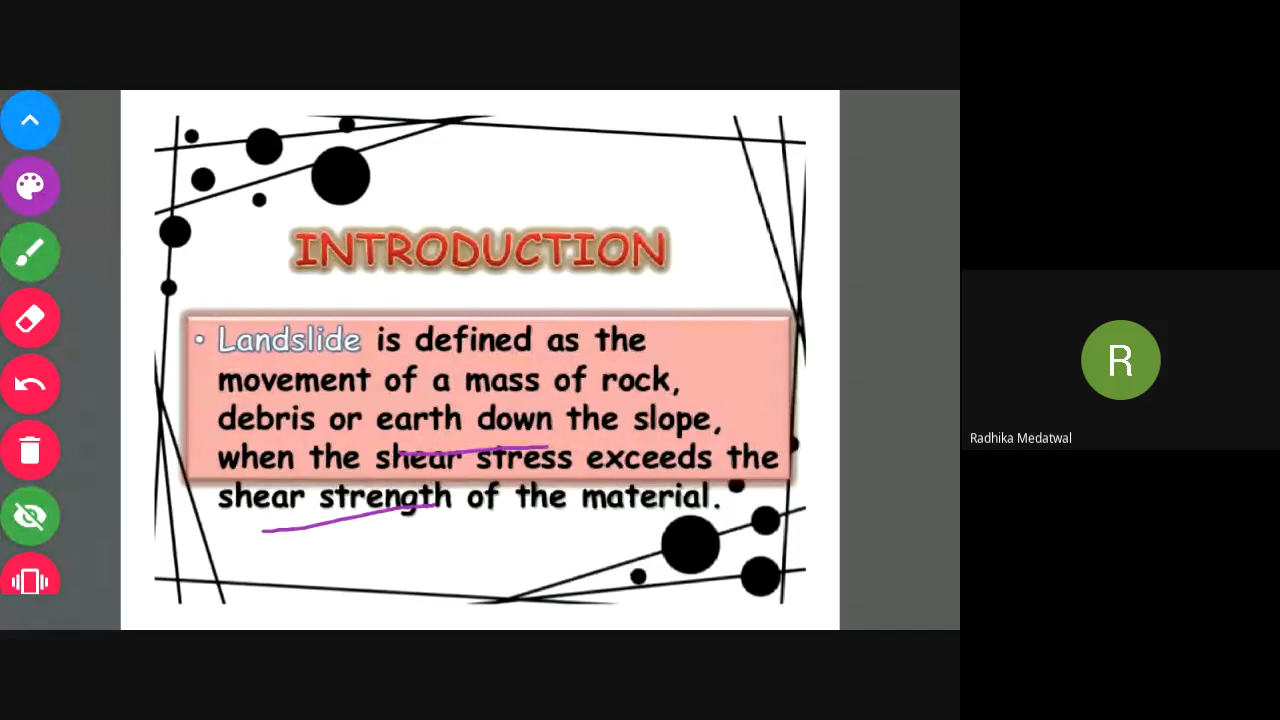 INTRODUCTION
• Landslide is defined as the
movement of a mass of rock,
debris or earth down the slope,
when the shear stress exceeds the
shear strength of the material.
R
Radhika Medatwal